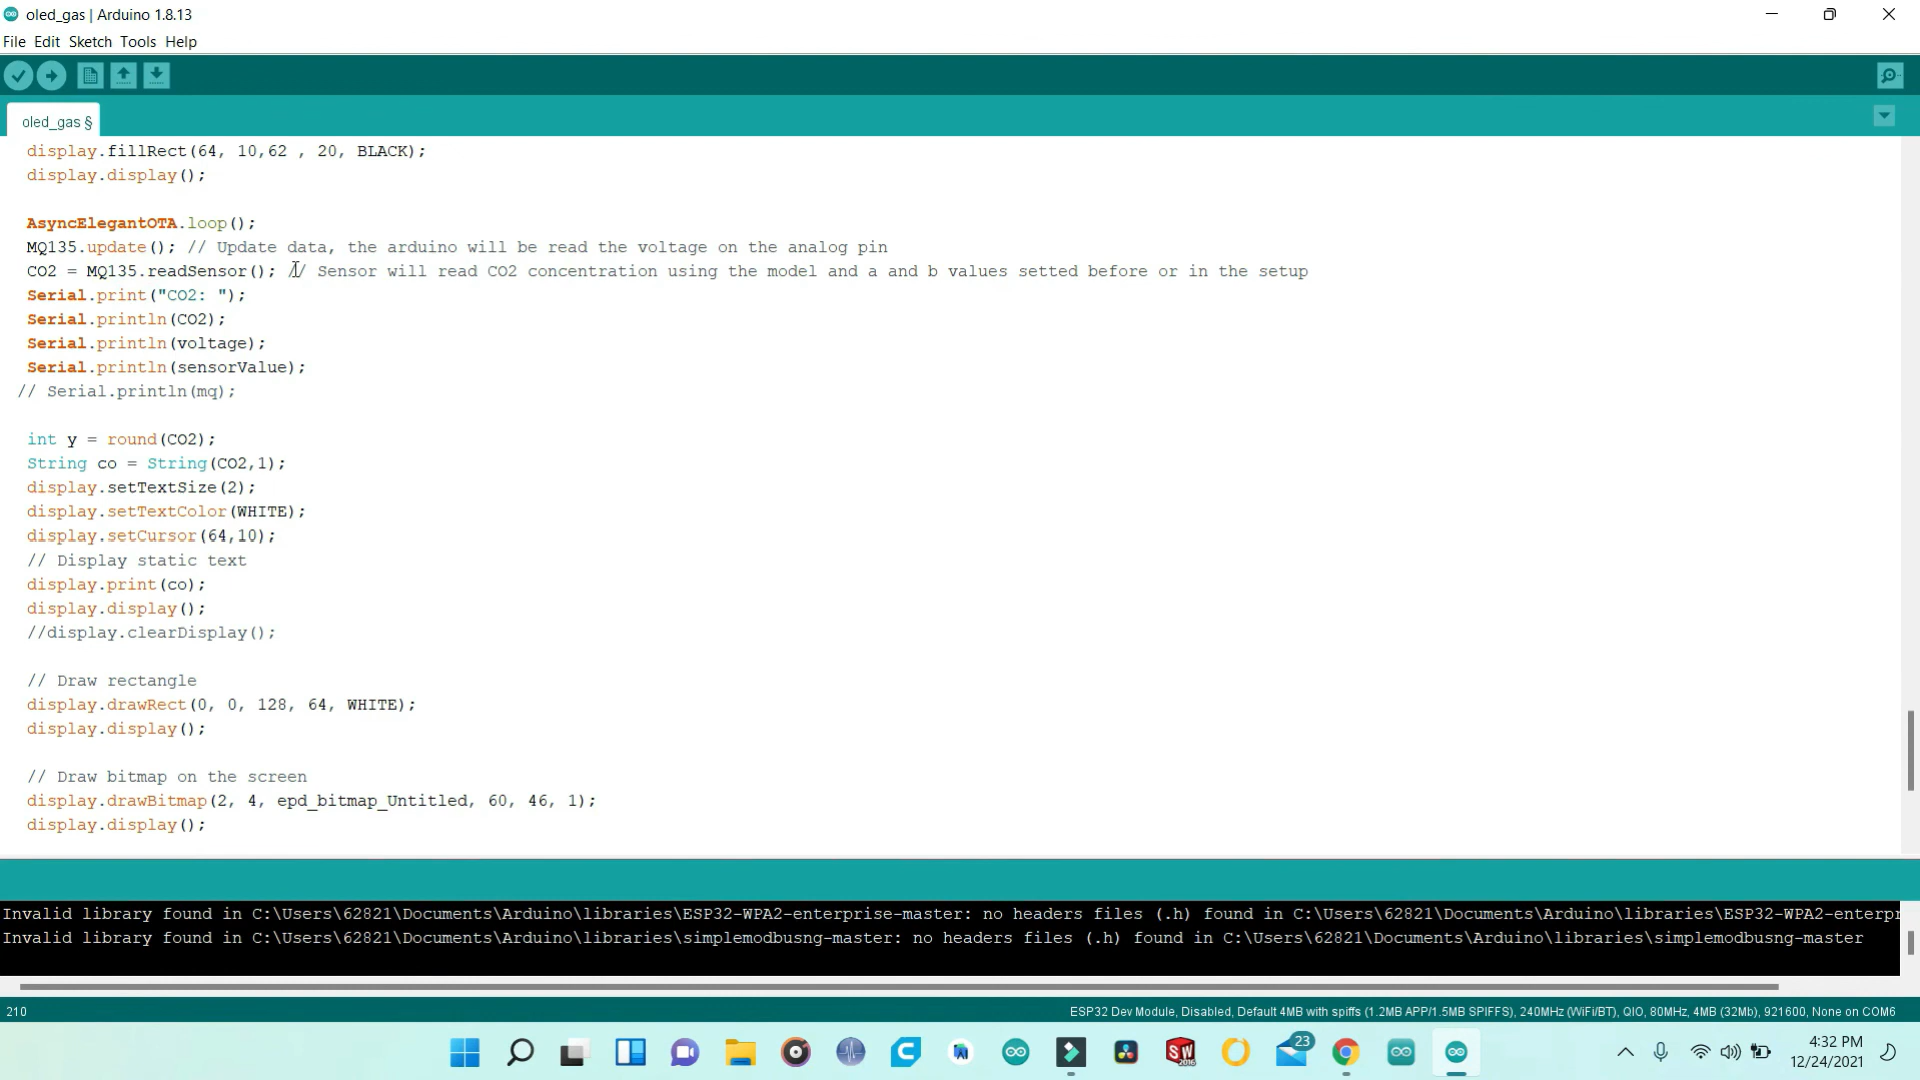 oled_gas | Arduino 1.8.13
File Edit Sketch Tools Help
oled_gas §
display.fillRect(64, 10,62 , 20, BLACK);
display.display();
AsyncElegantOTA.loop();
MQ135.update(); // Update data, the arduino will be read the voltage on the analog pin
CO2 = MQ135.readSensor(); // Sensor will read CO2 concentration using the model and a and b values setted before or in the setup
Serial.print("CO2: ");
Serial.println(CO2);
Serial.println(voltage);
Serial.println(sensorValue);
// Serial.println(mq);
int y = round(CO2);
String co = String(CO2,1);
display.setTextSize(2);
display.setTextColor(WHITE);
display.setCursor(64,10);
// Display static text
display.print(co);
display.display();
//display.clearDisplay();
// Draw rectangle
display.drawRect(0, 0, 128, 64, WHITE);
display.display();
// Draw bitmap on the screen
display.drawBitmap(2, 4, epd_bitmap_Untitled, 60, 46, 1);
display.display();
Invalid library found in C:\Users\62821\Documents\Arduino\libraries\ESP32-WPA2-enterprise-master: no headers files (.h) found in C:\Users\62821\Documents\Arduino\libraries\ESP32-WPA2-enterpr
Invalid library found in C:\Users\62821\Documents\Arduino\libraries\simplemodbusng-master: no headers files (.h) found in C:\Users\62821\Documents\Arduino\libraries\simplemodbusng-master
210
ESP32 Dev Module, Disabled, Default 4MB with spiffs (1.2MB APP/1.5MB SPIFFS), 240MHz (WiFi/BT), QIO, 80MHz, 4MB (32Mb), 921600, None on COM6
SW
2016
23
4:32 PM
12/24/2021